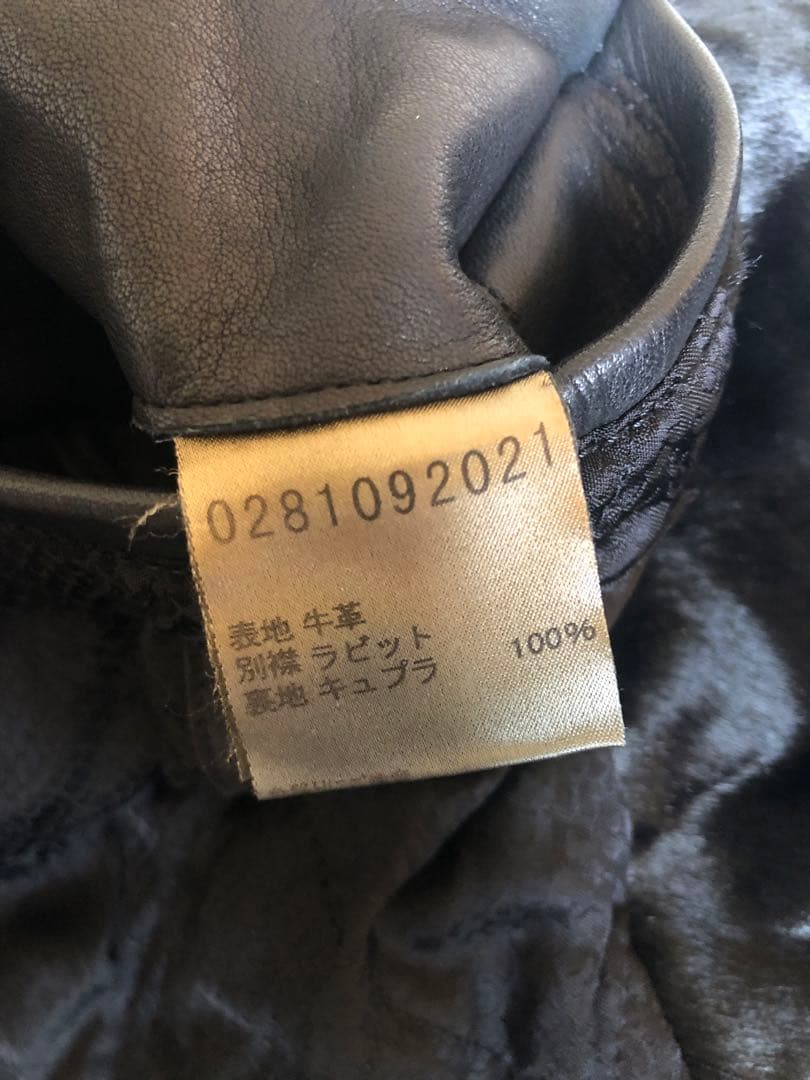 0281092021
表地 牛革
別襟 ラビット
裏地 キュプラ 100%